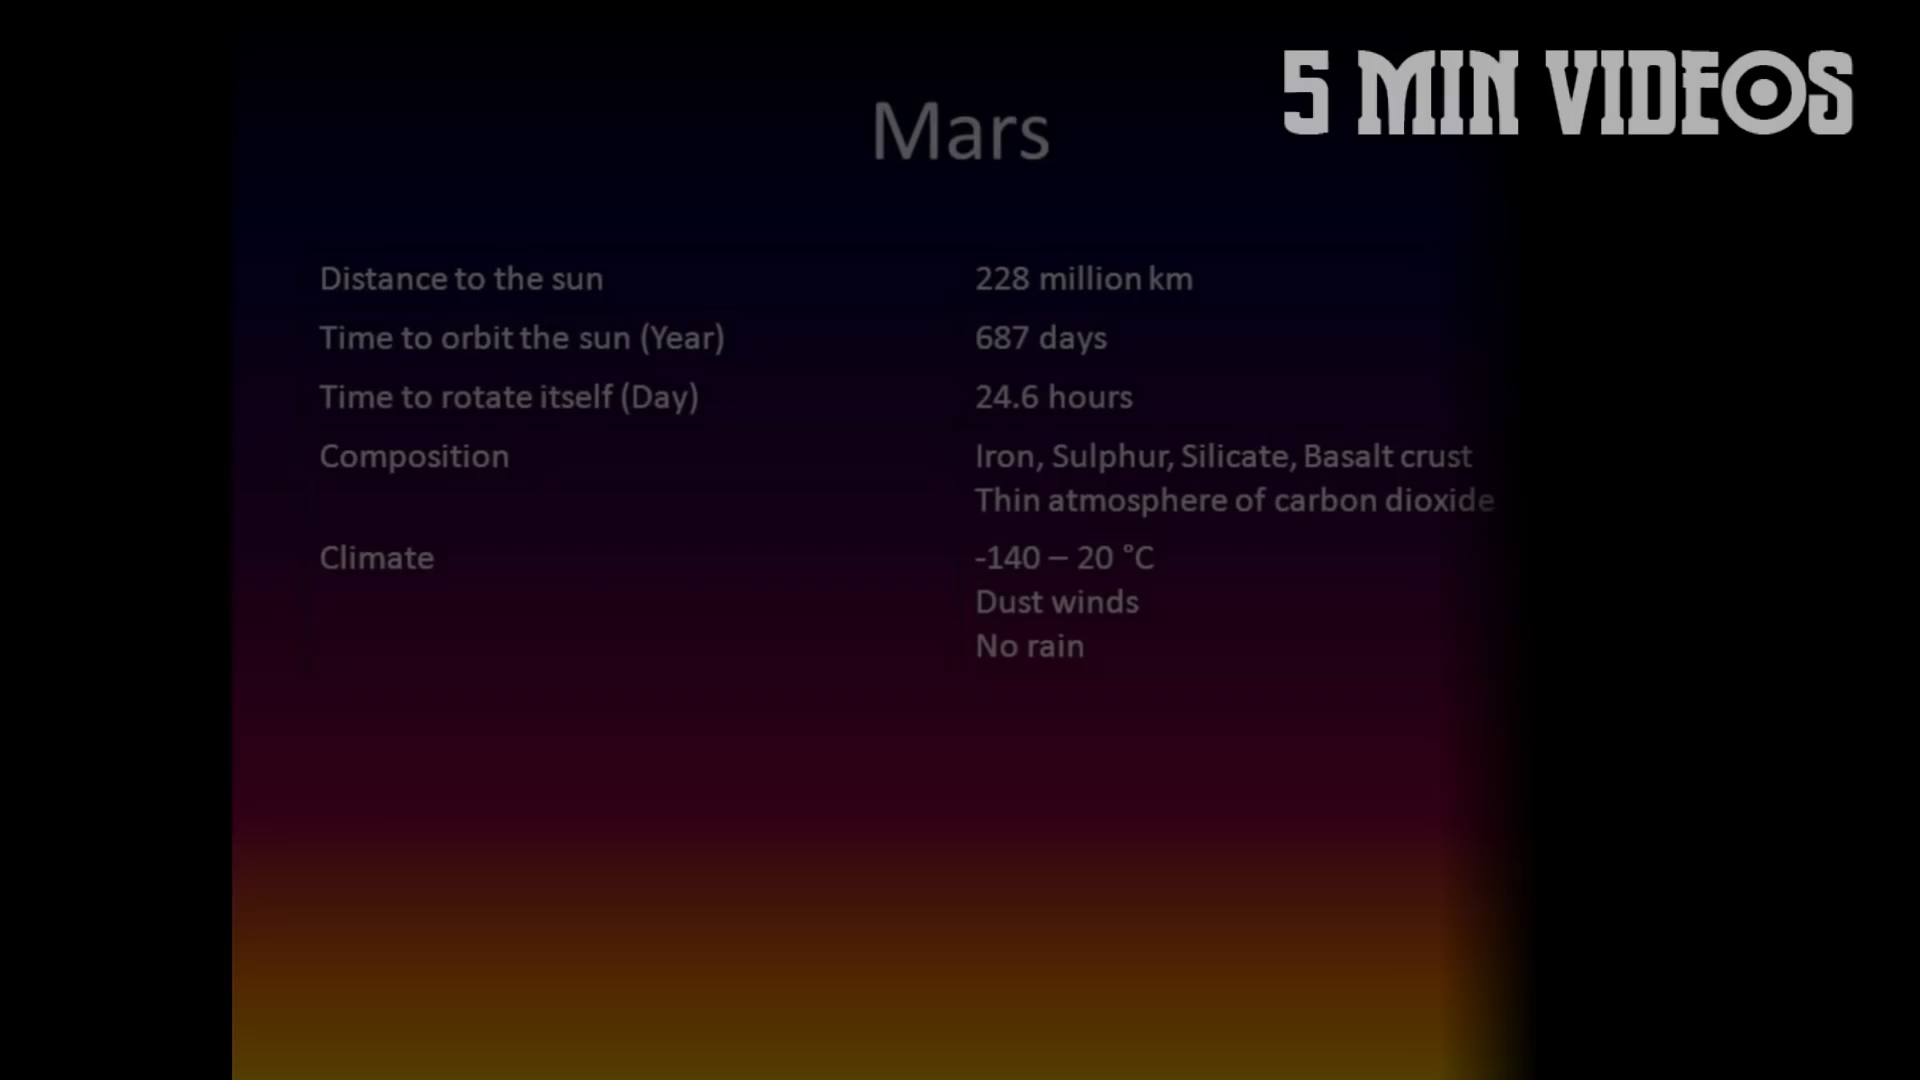 5 MIN VIDEOS
Mars
Distance to the sun 228 million km
Time to orbit the sun (Year) 687 days
Time to rotate itself (Day) 24.6 hours
Composition Iron, Sulphur, Silicate, Basalt crust
Thin atmosphere of carbon dioxide
Climate -140 – 20 °C
Dust winds
No rain